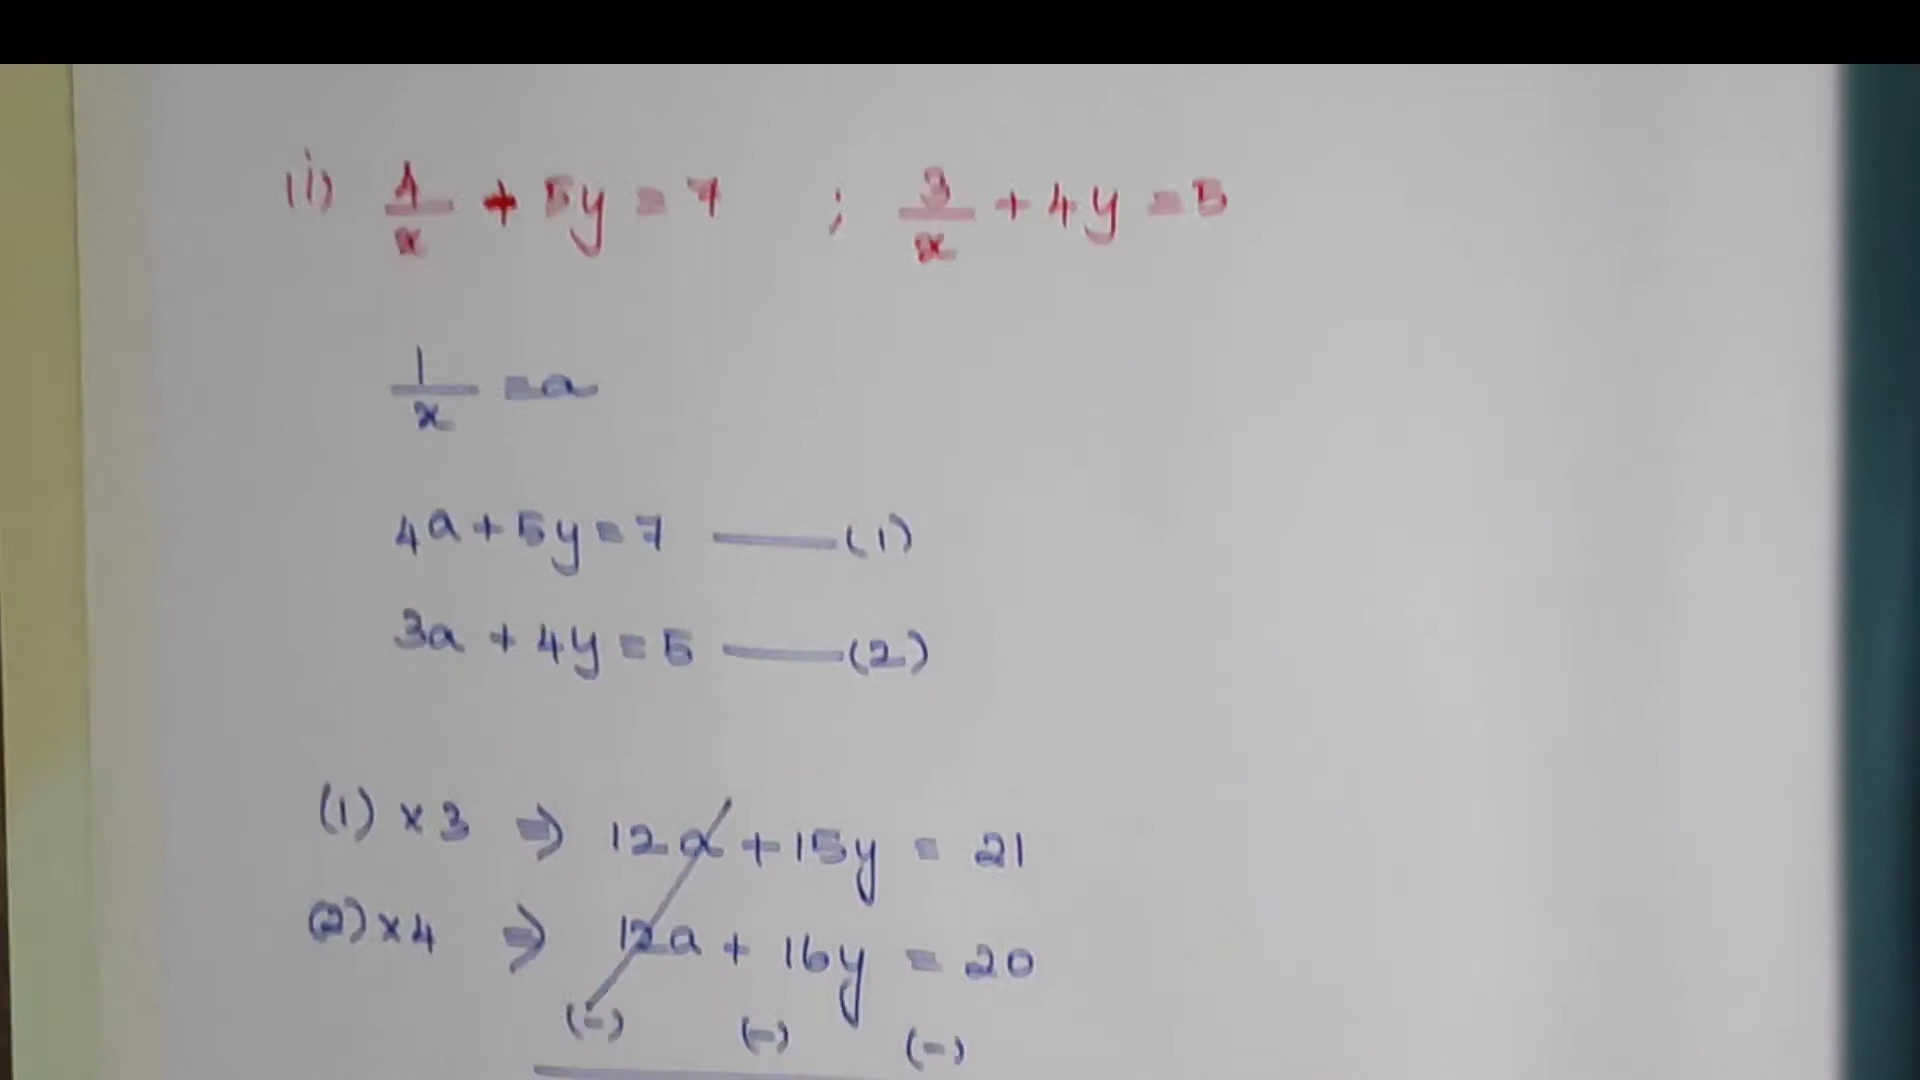 (i) 4/x + 5y = 7 ; 3/x + 4y = 5
1/x = a
4a + 5y = 7 —— (1)
3a + 4y = 5 —— (2)
(1) × 3 ⇒ 12a + 15y = 21
(2) × 4 ⇒ 12a + 16y = 20
(-) (-) (-)